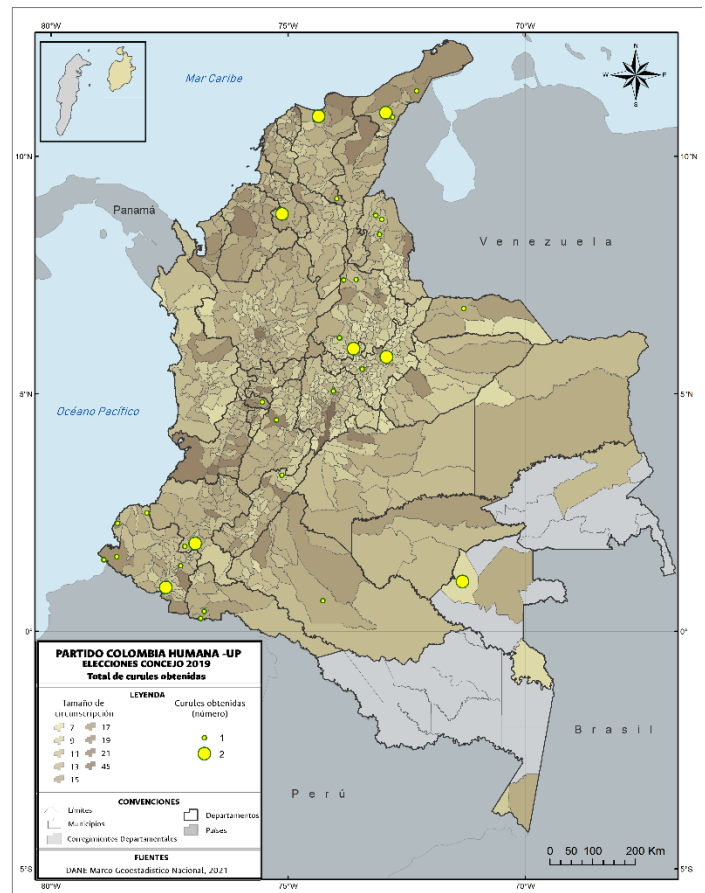 80°W 75°W 70°W
Mar Caribe
N
W E
S
10°N 10°N
Panamá
V e n e z u e l a
5°N 5°N
Océano Pacífico
0° 0°
PARTIDO COLOMBIA HUMANA -UP
ELECCIONES CONCEJO 2019
Total de curules obtenidas
LEYENDA
Tamaño de circunscripción
Curules obtenidas (número)
7 17
9 19
11 21
13 45
15
1
2
CONVENCIONES
Límites
Municipios
Corregimientos Departamentales
Departamentos
Países
FUENTES
DANE Marco Geoestadístico Nacional, 2021
B r a s i l
P e r ú
0 50 100 200 Km
5°S 5°S
80°W 75°W 70°W